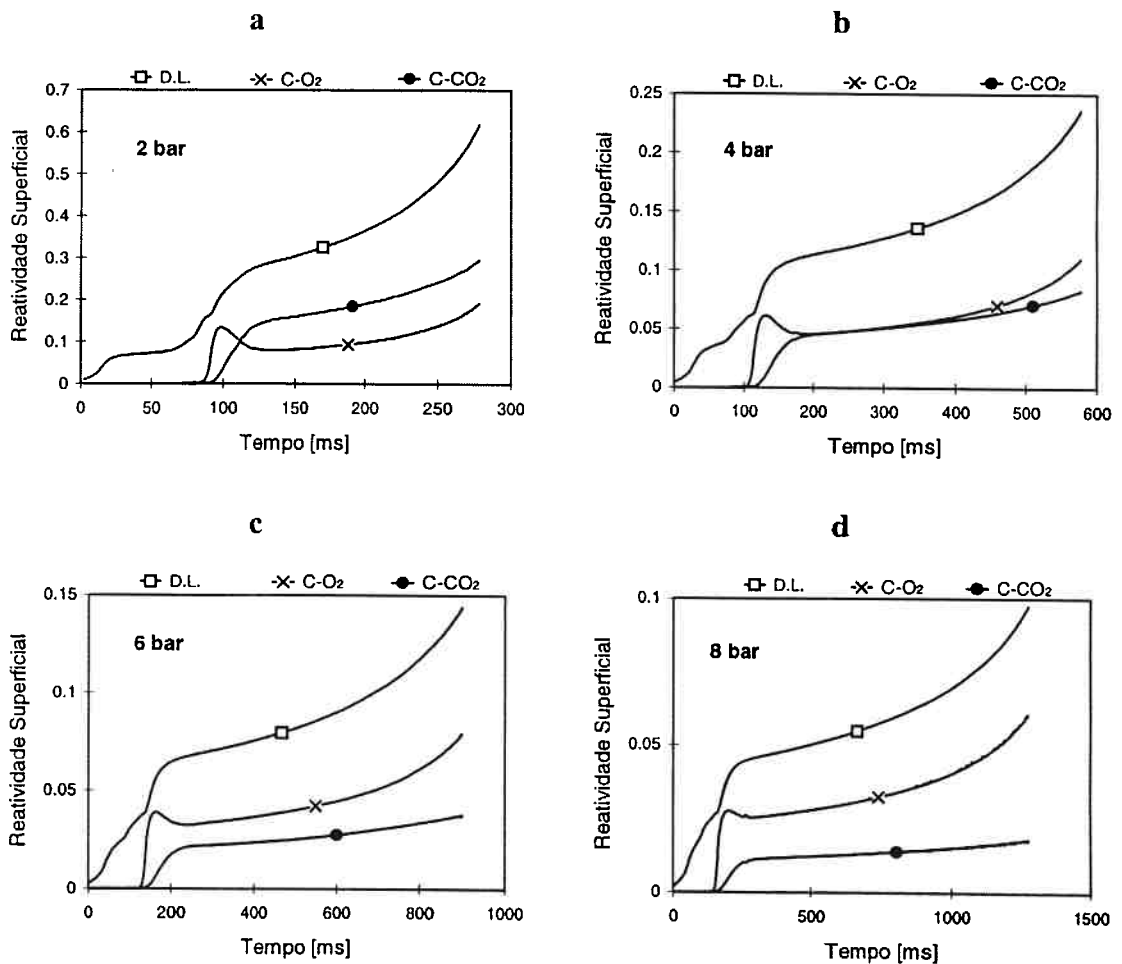 a
D.L. C-O₂ C-CO₂
0.7
0.6
0.5
0.4
0.3
0.2
0.1
0
2 bar
Reatividade Superficial
0 50 100 150 200 250 300
Tempo [ms]
b
D.L. C-O₂ C-CO₂
0.25
0.2
0.15
0.1
0.05
0
4 bar
Reatividade Superficial
0 100 200 300 400 500 600
Tempo [ms]
c
D.L. C-O₂ C-CO₂
0.15
0.1
0.05
0
6 bar
Reatividade Superficial
0 200 400 600 800 1000
Tempo [ms]
d
D.L. C-O₂ C-CO₂
0.1
0.05
0
8 bar
Reatividade Superficial
0 500 1000 1500
Tempo [ms]